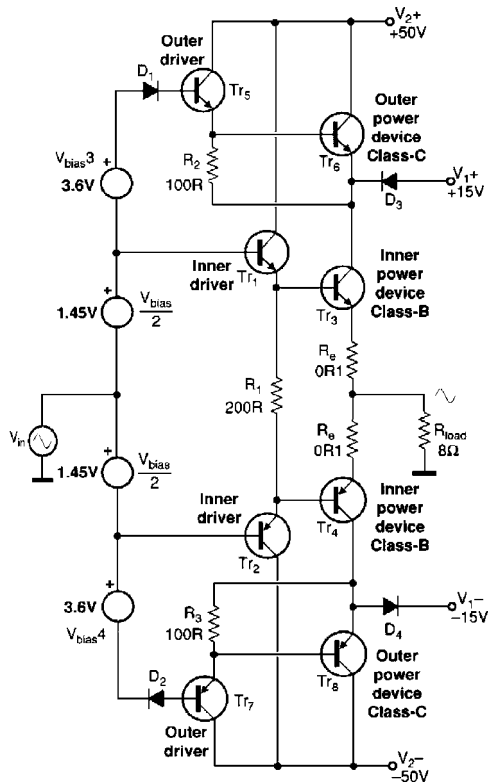 V2+
+50V
Outer
driver
D1
Tr5
Outer
power
device
Class-C
Tr6
Vbias3
3.6V
+
R2
100R
V1+
+15V
D3
Inner
driver
Tr1
Inner
power
device
Class-B
Tr3
+
1.45V
Vbias
2
Re
0R1
R1
200R
Vin
Re
0R1
Rload
8Ω
+
1.45V
Vbias
2
Inner
driver
Tr2
Tr4
Inner
power
device
Class-B
+
3.6V
Vbias4
R3
100R
V1−
−15V
D4
D2
Tr7
Tr8
Outer
power
device
Class-C
Outer
driver
V2−
−50V